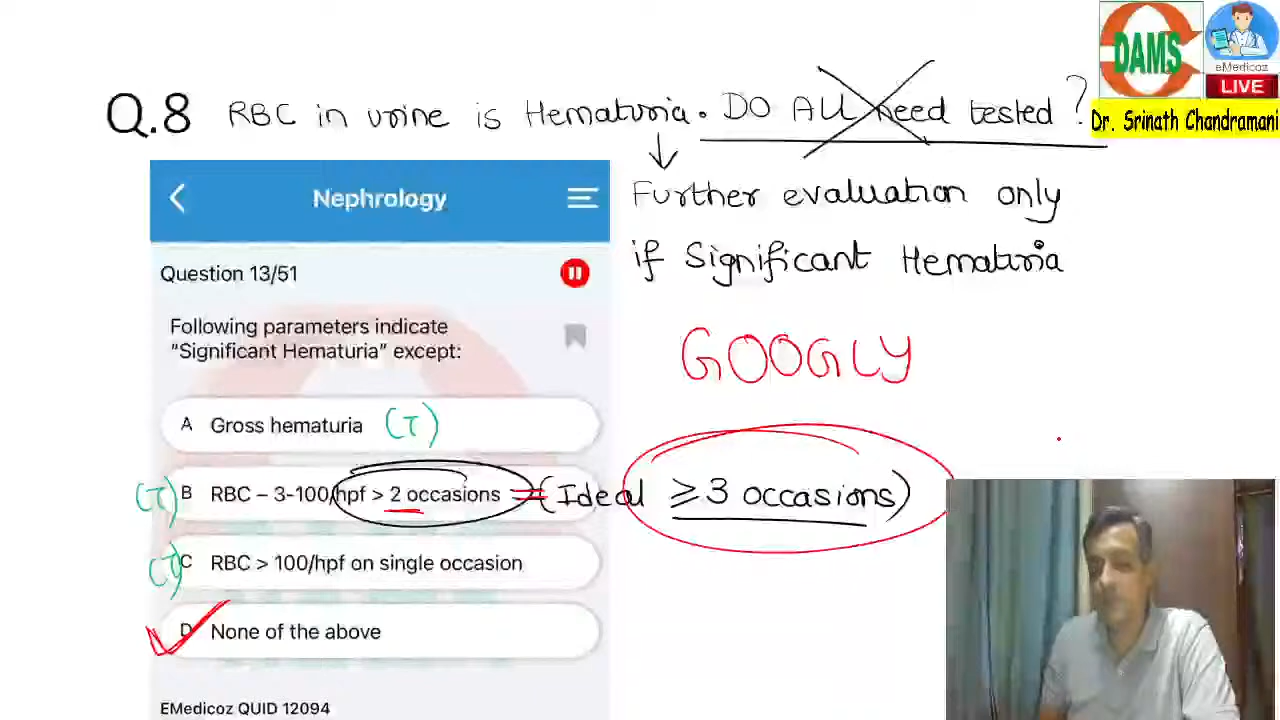 DAMS
eMedicoz
LIVE
Dr. Srinath Chandramani
Q.8 RBC in urine is Hematuria. DO ALL need tested?
Further evaluation only
if Significant Hematuria
Nephrology
Question 13/51
Following parameters indicate
"Significant Hematuria" except:
GOOGLY
A Gross hematuria (T)
(T) B RBC – 3-100/hpf > 2 occasions = (Ideal ≥3 occasions)
(T) C RBC > 100/hpf on single occasion
D None of the above
EMedicoz QUID 12094